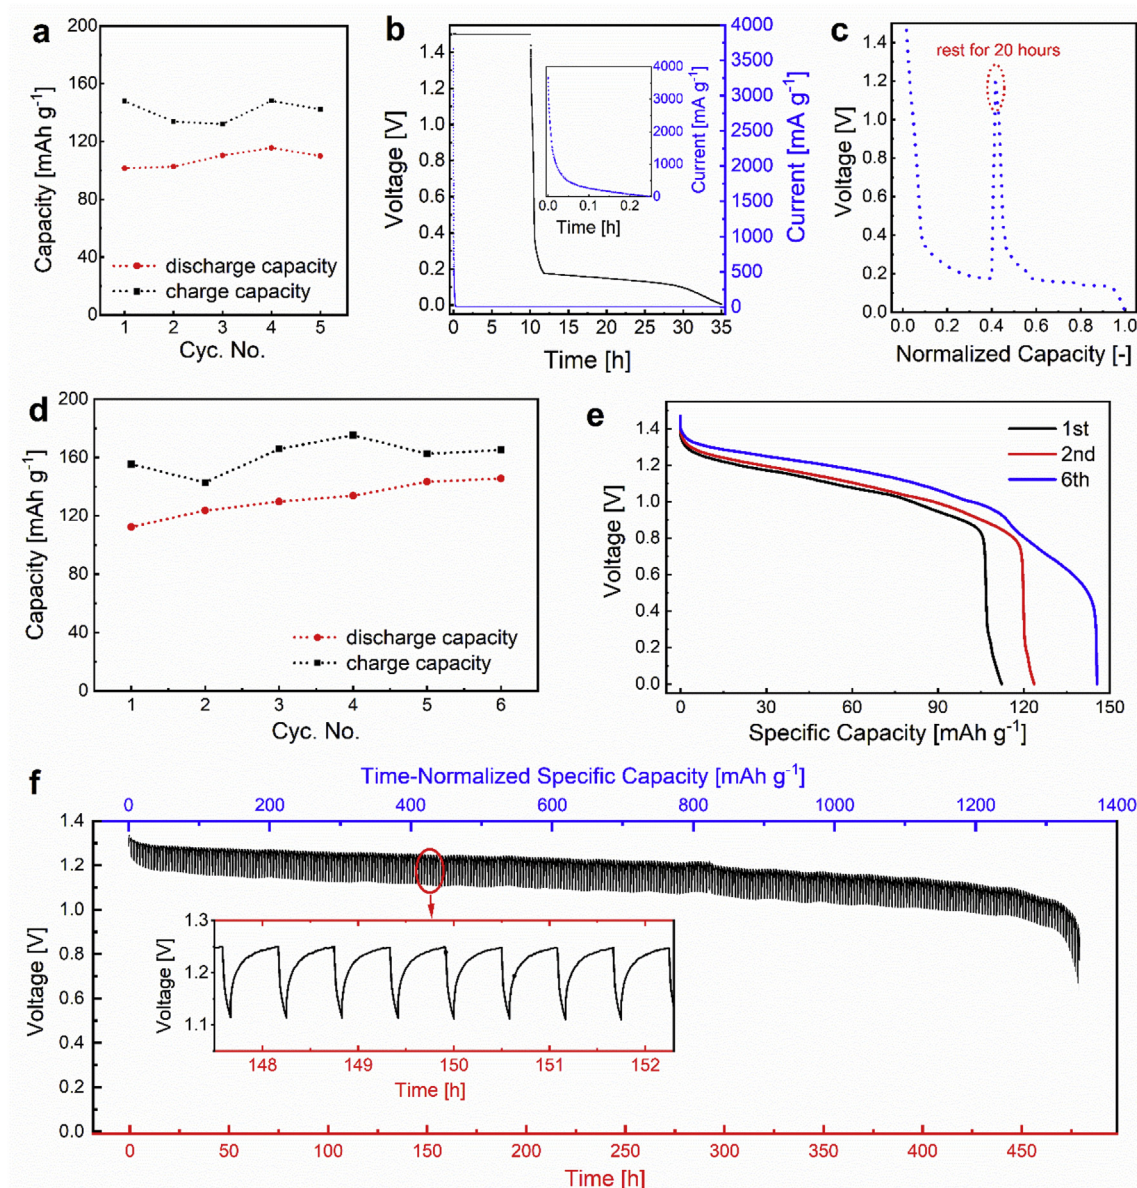 a
200
160
120
80
40
0
Capacity [mAh g-1]
discharge capacity
charge capacity
1 2 3 4 5
Cyc. No.
b
1.5
1.4
1.2
1.0
0.8
0.6
0.4
0.2
0.0
Voltage [V]
4000
3500
3000
2500
2000
1500
1000
500
0
Current [mA g-1]
4000
3000
2000
1000
0
Current [mA g-1]
0.0 0.1 0.2
Time [h]
0 5 10 15 20 25 30 35
Time [h]
c
rest for 20 hours
1.4
1.2
1.0
0.8
0.6
0.4
0.2
0.0
Voltage [V]
0.0 0.2 0.4 0.6 0.8 1.0
Normalized Capacity [-]
d
200
160
120
80
40
0
Capacity [mAh g-1]
discharge capacity
charge capacity
1 2 3 4 5 6
Cyc. No.
e
1.4
1.2
1.0
0.8
0.6
0.4
0.2
0.0
Voltage [V]
1st
2nd
6th
0 30 60 90 120 150
Specific Capacity [mAh g-1]
f
Time-Normalized Specific Capacity [mAh g-1]
0 200 400 600 800 1000 1200 1400
1.4
1.2
1.0
0.8
0.6
0.4
0.2
0.0
Voltage [V]
1.3
1.2
1.1
Voltage [V]
148 149 150 151 152
Time [h]
0 50 100 150 200 250 300 350 400 450
Time [h]